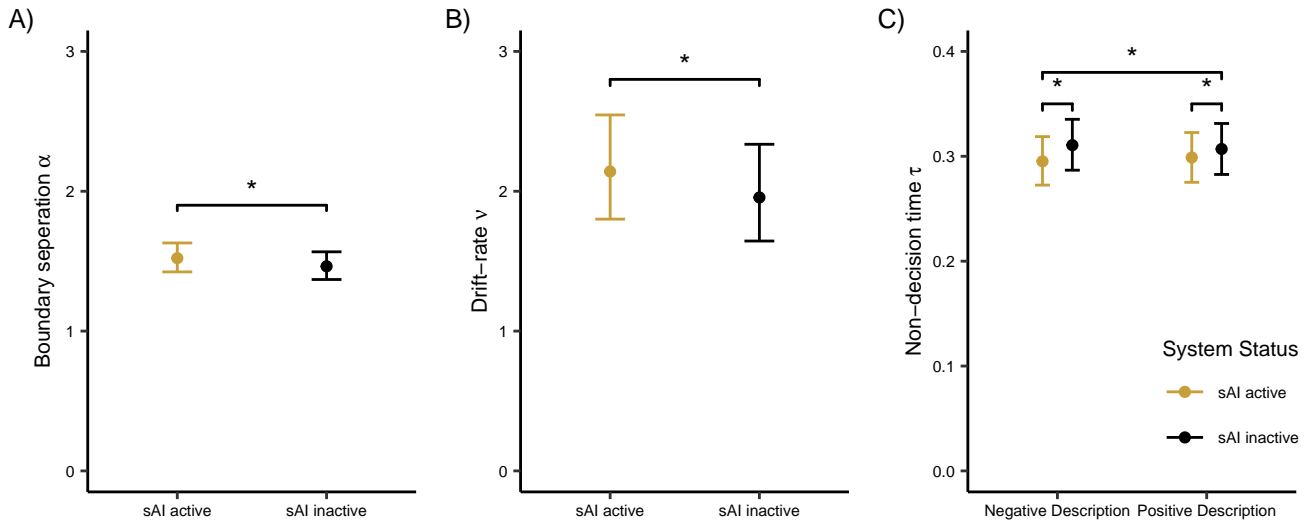 A)
Boundary seperation α
3
2
1
0
*
sAI active
sAI inactive
B)
Drift−rate ν
3
2
1
0
*
sAI active
sAI inactive
C)
Non−decision time τ
0.4
0.3
0.2
0.1
0.0
*
*
*
System Status
sAI active
sAI inactive
Negative Description
Positive Description